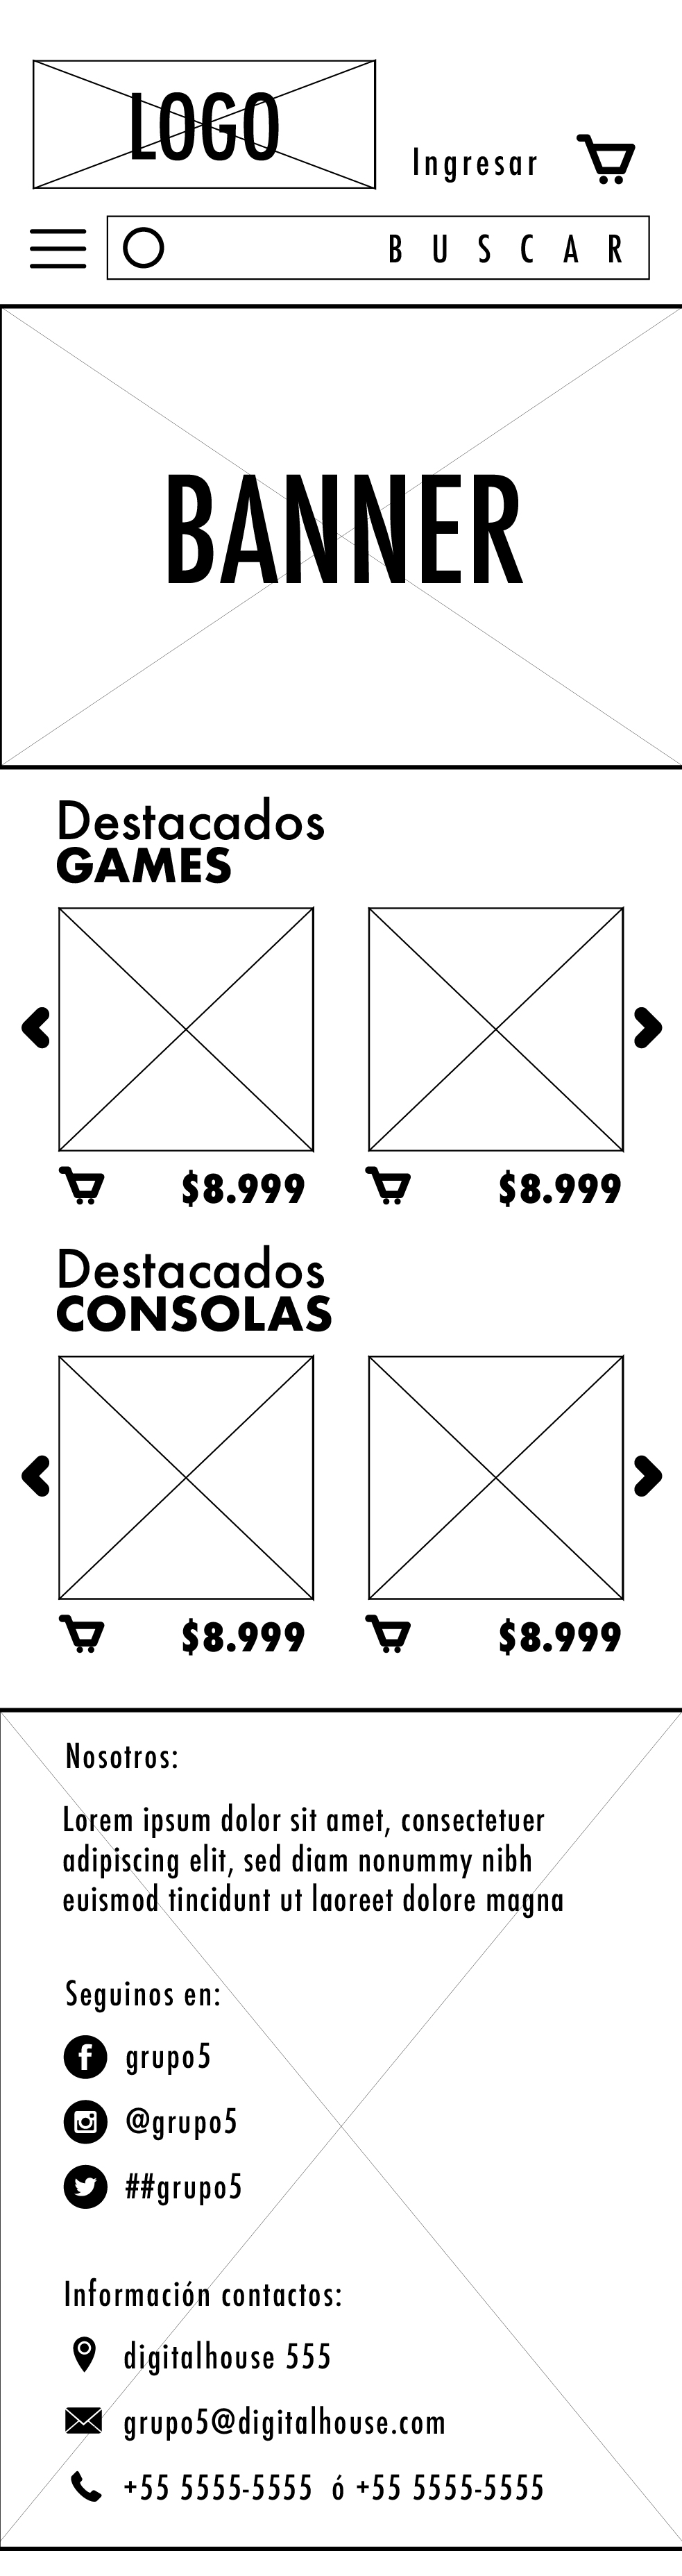 LOGO
Ingresar
BUSCAR
BANNER
Destacados
GAMES
$8.999 $8.999
Destacados
CONSOLAS
$8.999 $8.999
Nosotros:
Lorem ipsum dolor sit amet, consectetuer
adipiscing elit, sed diam nonummy nibh
euismod tincidunt ut laoreet dolore magna
Seguinos en:
grupo5
@grupo5
##grupo5
Información contactos:
digitalhouse 555
grupo5@digitalhouse.com
+55 5555-5555 ó +55 5555-5555